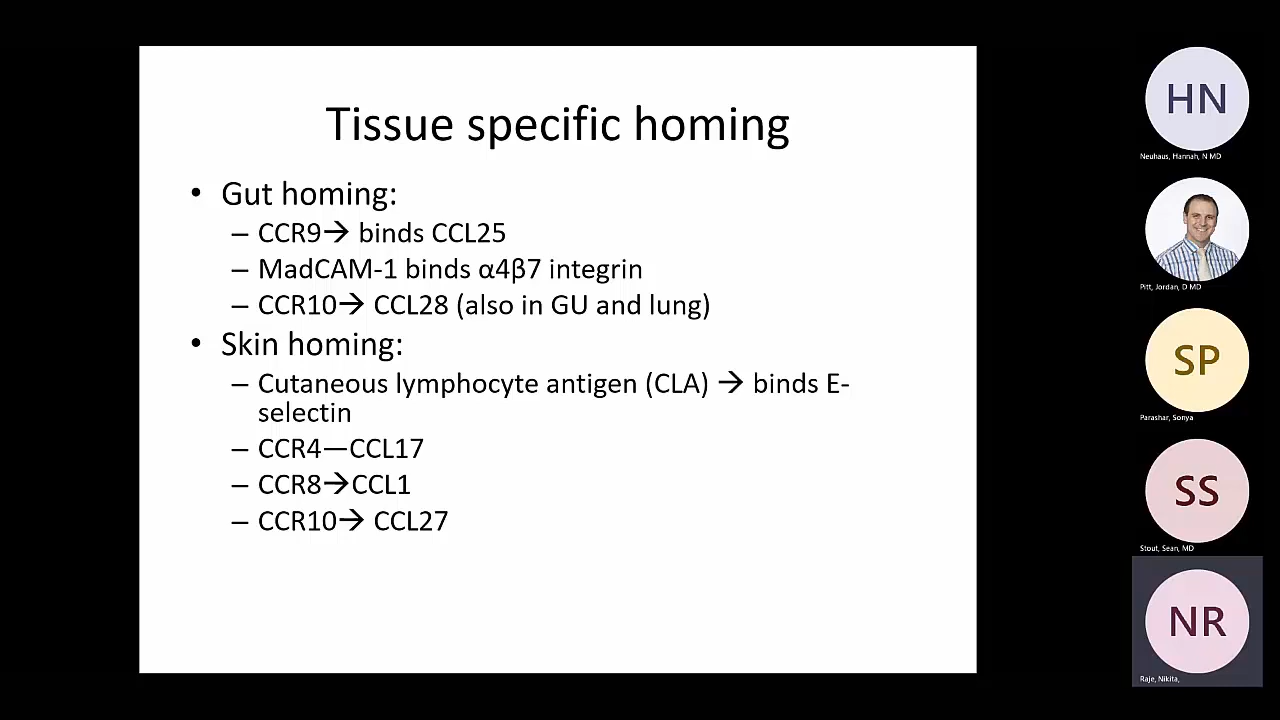 Tissue specific homing
• Gut homing:
– CCR9→ binds CCL25
– MadCAM-1 binds α4β7 integrin
– CCR10→ CCL28 (also in GU and lung)
• Skin homing:
– Cutaneous lymphocyte antigen (CLA) → binds E-
selectin
– CCR4—CCL17
– CCR8→CCL1
– CCR10→ CCL27
HN
Neuhaus, Hannah, N MD
Pitt, Jordan, D MD
SP
Parashar, Sonya
SS
Stout, Sean, MD
NR
Raje, Nikita,